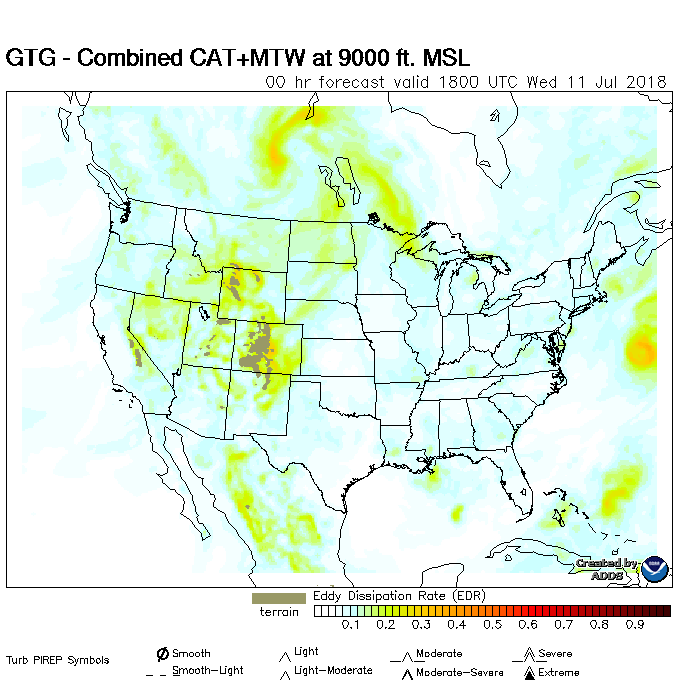 GTG - Combined CAT+MTW at 9000 ft. MSL
00 hr forecast valid 1800 UTC Wed 11 Jul 2018
Created by
ADDS
Eddy Dissipation Rate (EDR)
terrain
0.1 0.2 0.3 0.4 0.5 0.6 0.7 0.8 0.9
Turb PIREP Symbols
Smooth Light Moderate Severe
Smooth-Light Light-Moderate Moderate-Severe Extreme